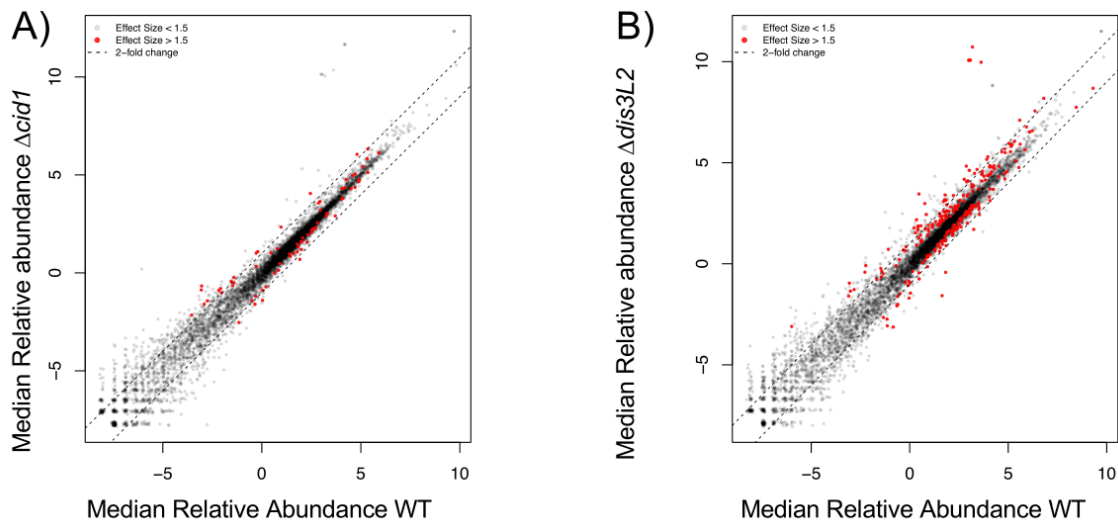 A)
Effect Size < 1.5
Effect Size > 1.5
2-fold change
Median Relative abundance Δcid1
10
5
0
−5
−5 0 5 10
Median Relative Abundance WT
B)
Effect Size < 1.5
Effect Size > 1.5
2-fold change
Median Relative abundance Δdis3L2
10
5
0
−5
−5 0 5 10
Median Relative Abundance WT